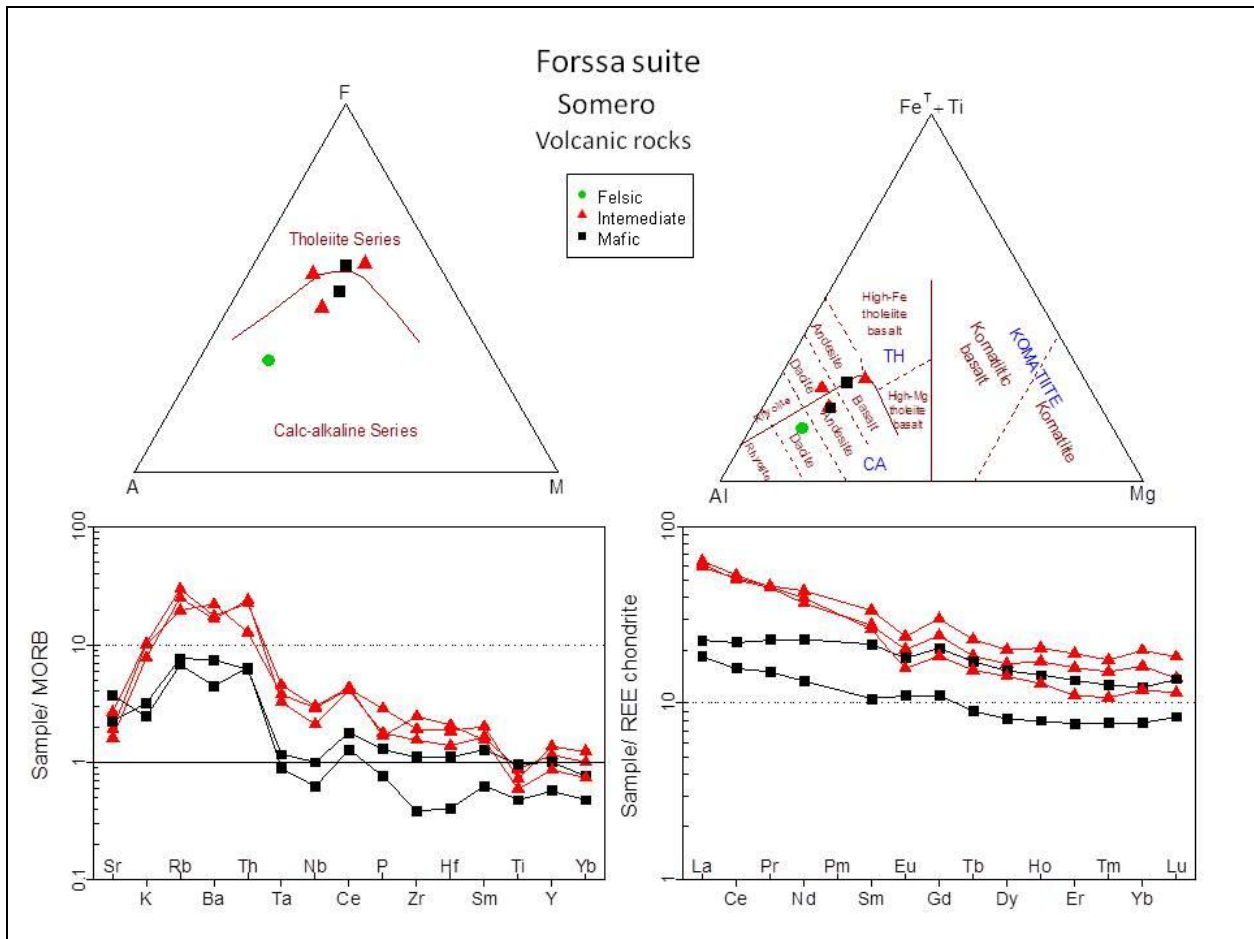 Forssa suite
Somero
Volcanic rocks
Felsic
Intemediate
Mafic
F
Tholeiite Series
Calc-alkaline Series
A
M
Fe^T + Ti
High-Fe
tholeiite
basalt
Andesite
TH
Dacite
Komatiitic
basalt
KOMATIITE
Komatiite
Ryolite
Basalt
High-Mg
tholeiite
basalt
Rhyolite
Dacite
Andesite
CA
Al
Mg
Sample/ MORB
100
10
1
0.1
Sr
Rb
Th
Nb
P
Hf
Ti
Yb
K
Ba
Ta
Ce
Zr
Sm
Y
Sample/ REE chondrite
100
10
1
La
Pr
Pm
Eu
Tb
Ho
Tm
Lu
Ce
Nd
Sm
Gd
Dy
Er
Yb